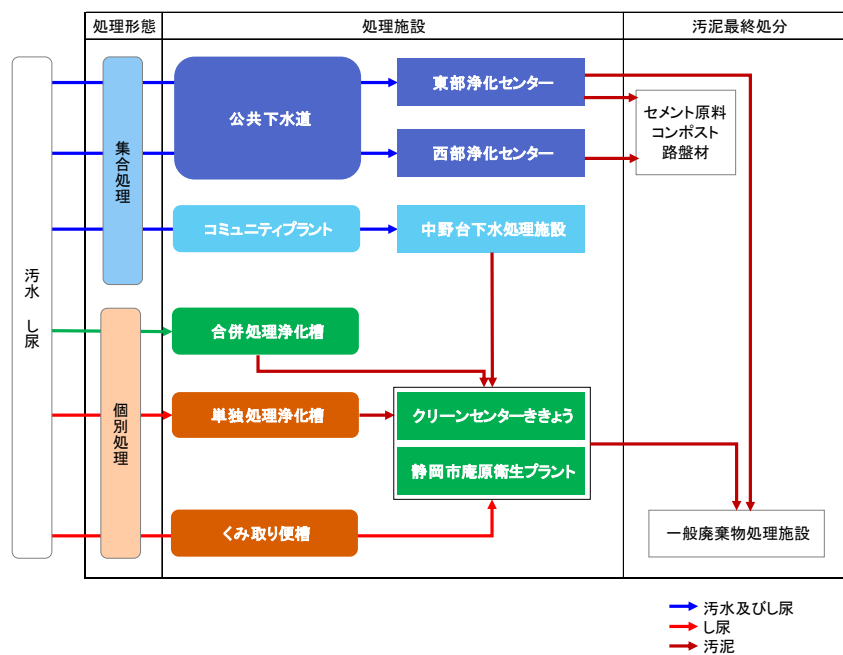 処理形態
処理施設
汚泥最終処分
汚水　し尿
集合処理
公共下水道
東部浄化センター
西部浄化センター
セメント原料
コンポスト
路盤材
コミュニティプラント
中野台下水処理施設
個別処理
合併処理浄化槽
単独処理浄化槽
クリーンセンターききょう
静岡市庵原衛生プラント
くみ取り便槽
一般廃棄物処理施設
汚水及びし尿
し尿
汚泥